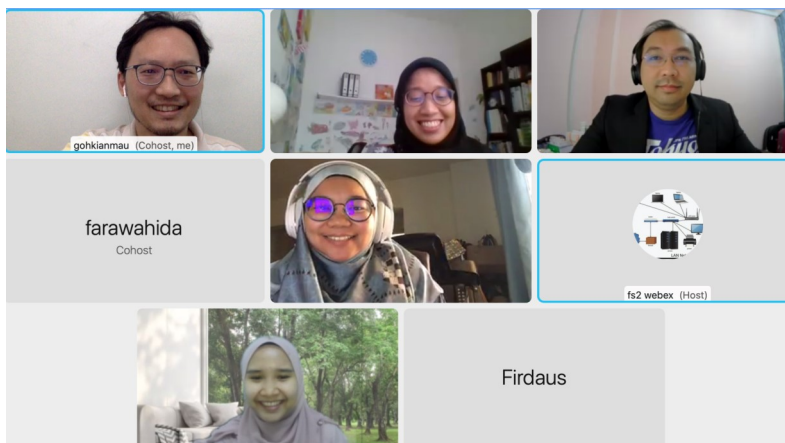 gohkianmau (Cohost, me)
farawahida
Cohost
fs2 webex (Host)
Firdaus